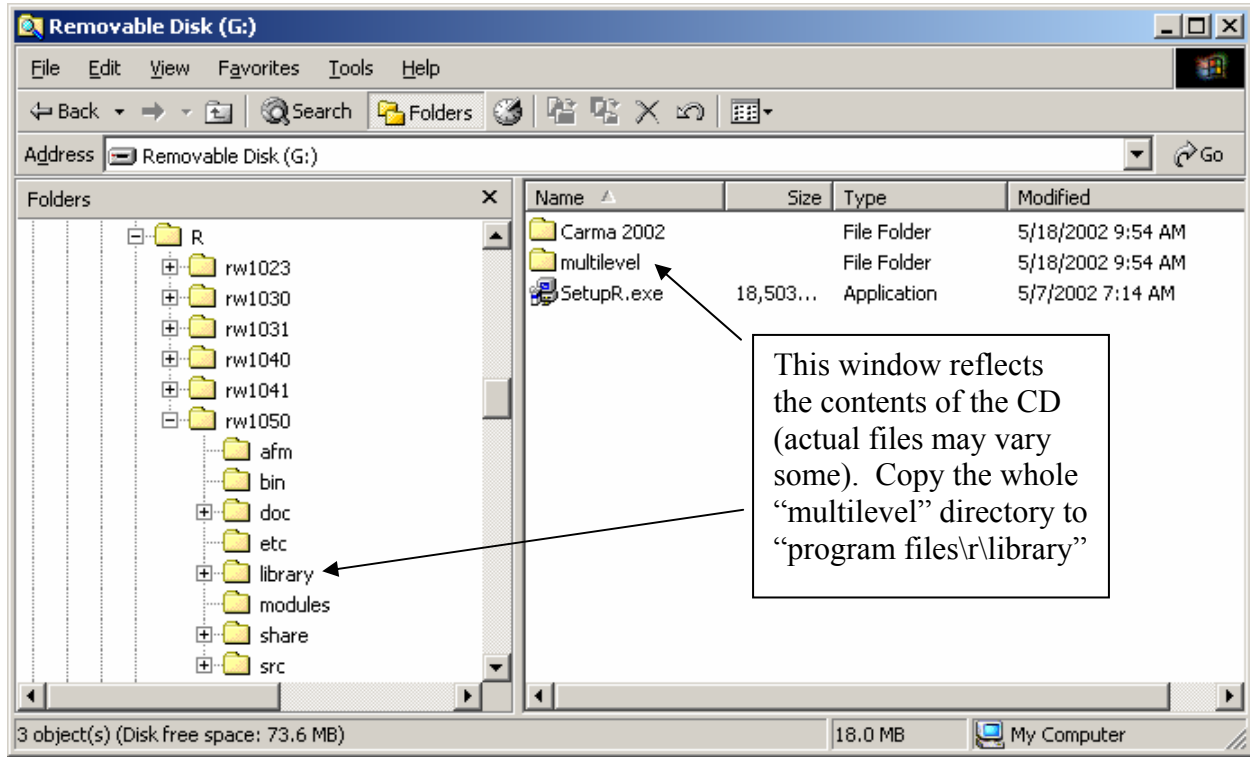 Removable Disk (G:)
File Edit View Favorites Tools Help
Back Search Folders
Address Removable Disk (G:) Go
Folders
R
rw1023
rw1030
rw1031
rw1040
rw1041
rw1050
afm
bin
doc
etc
library
modules
share
src
Name Size Type Modified
Carma 2002 File Folder 5/18/2002 9:54 AM
multilevel File Folder 5/18/2002 9:54 AM
SetupR.exe 18,503... Application 5/7/2002 7:14 AM
This window reflects
the contents of the CD
(actual files may vary
some). Copy the whole
“multilevel” directory to
“program files\r\library”
3 object(s) (Disk free space: 73.6 MB) 18.0 MB My Computer